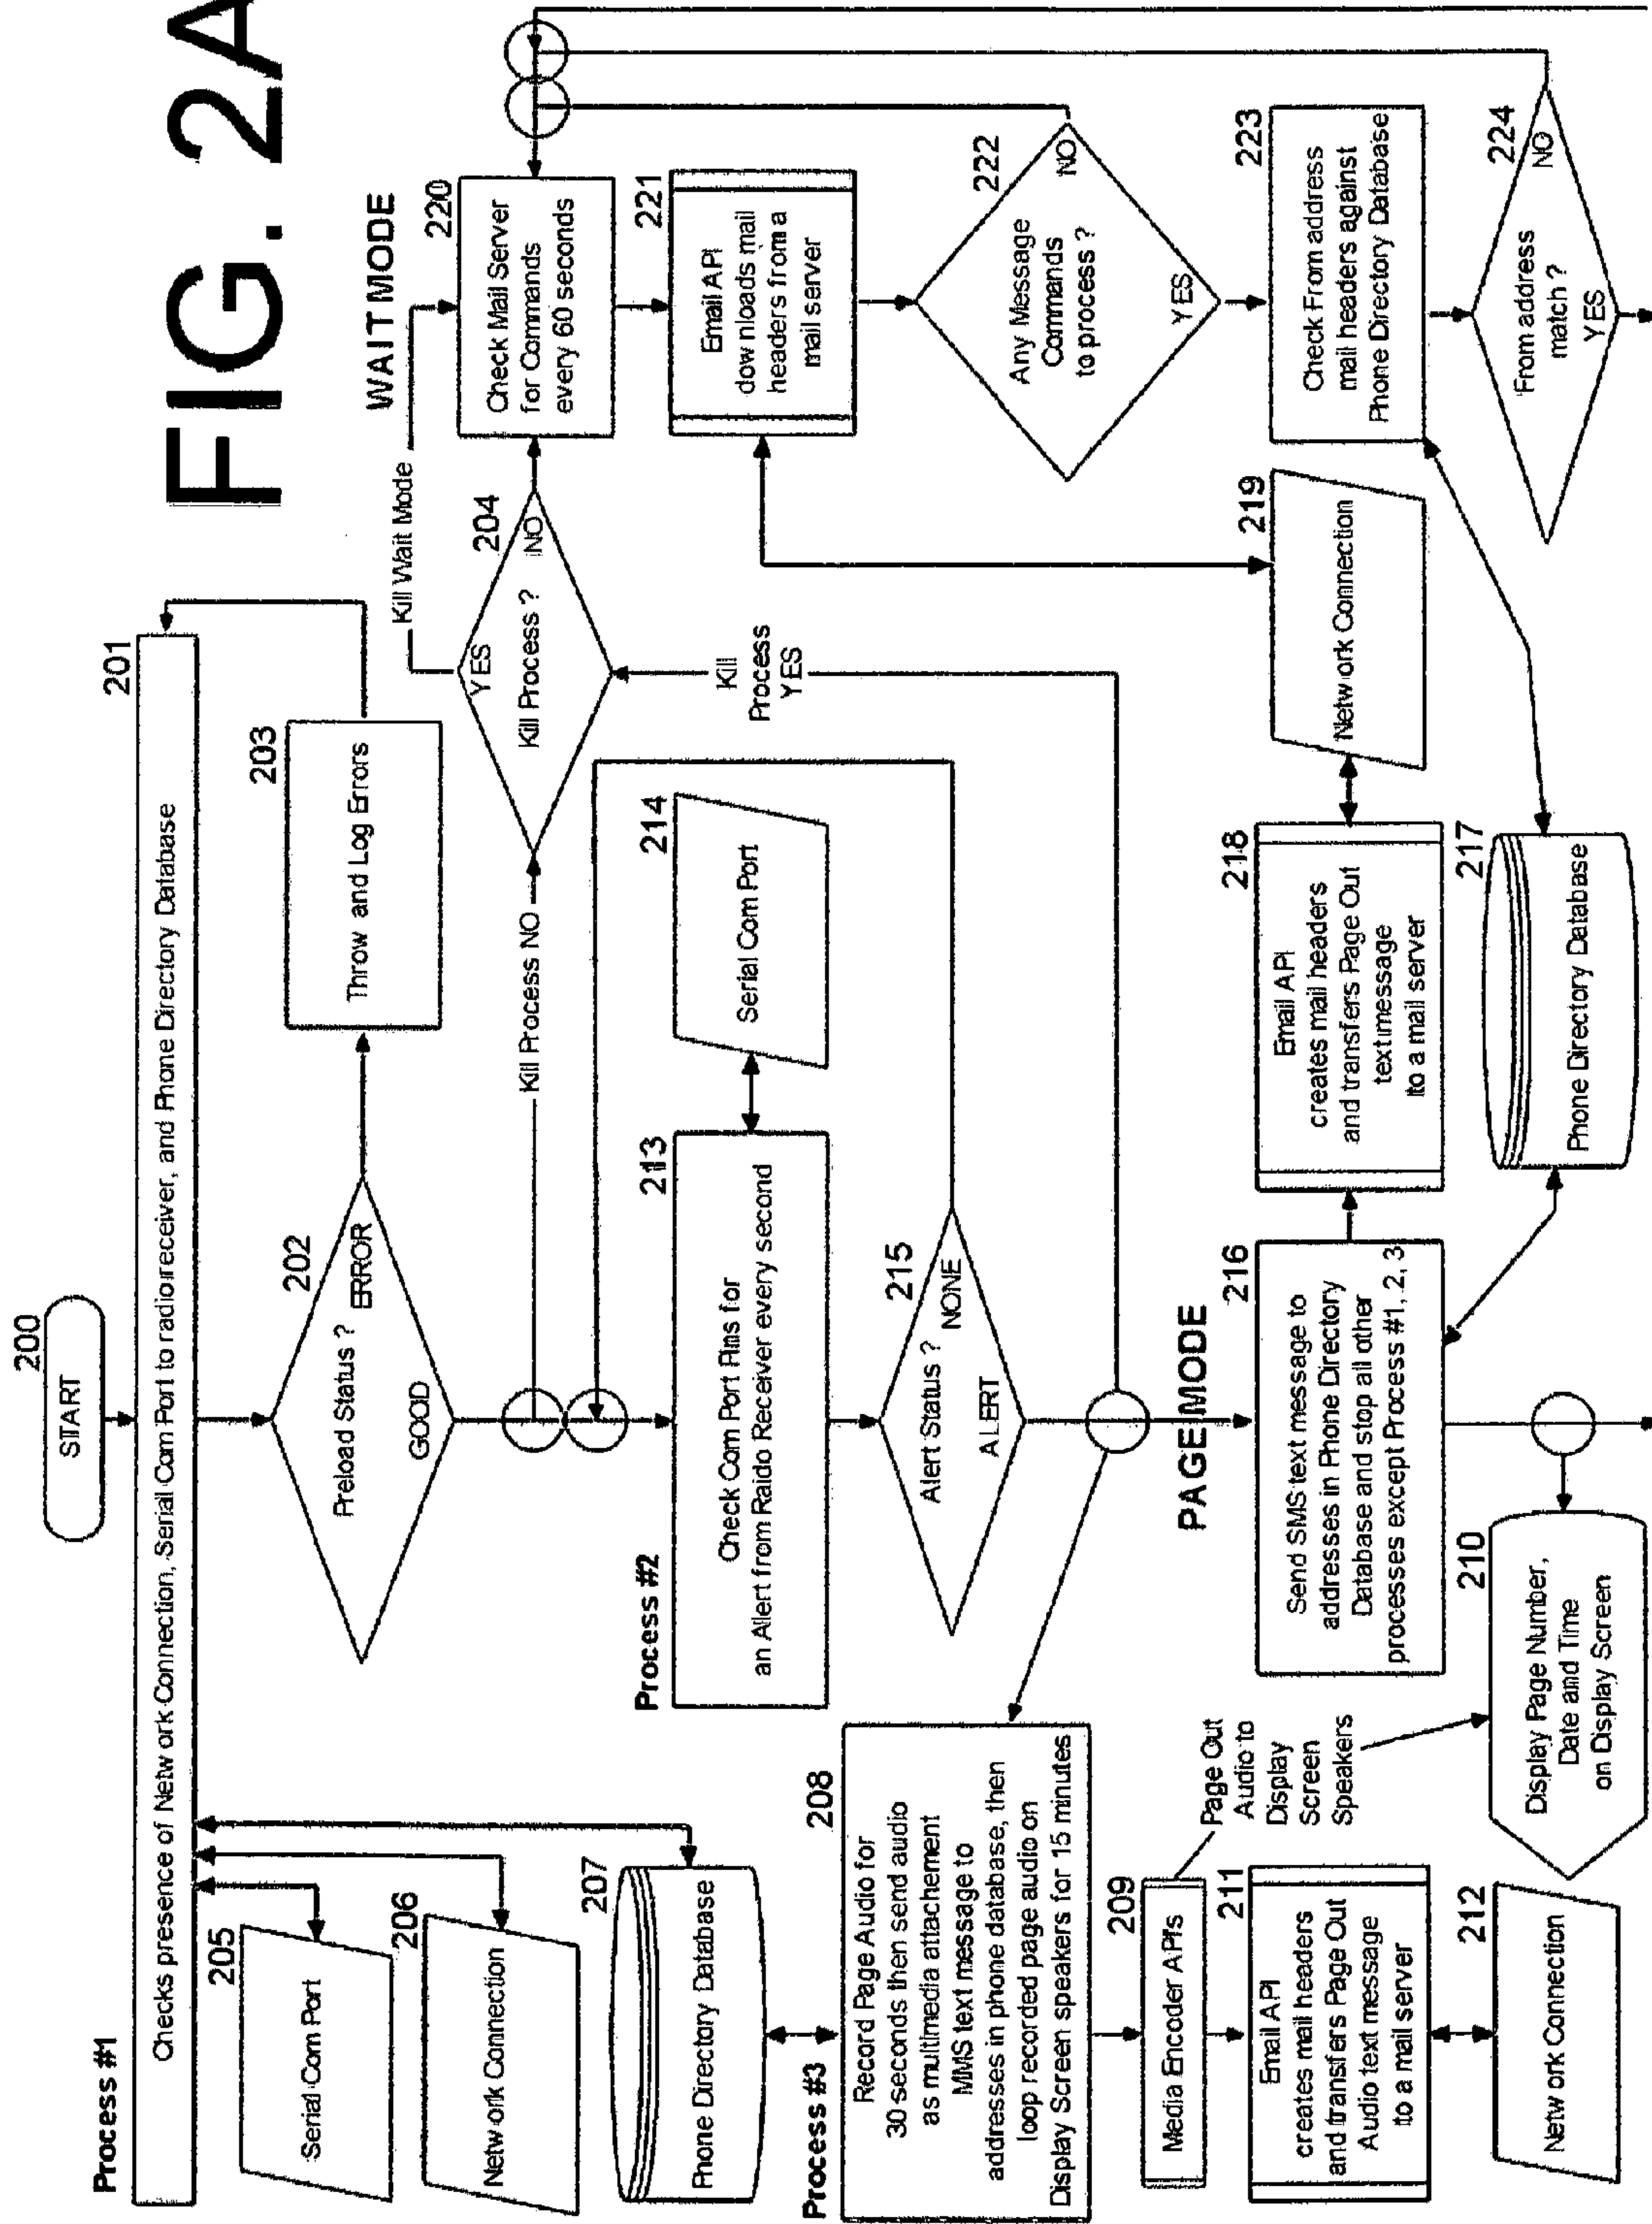 FIG. 2A
200
START
Process #1
201
Checks presence of Network Connection, Serial Com Port to radio receiver, and Phone Directory Database
205
Serial Com Port
206
Network Connection
207
Phone Directory Database
202
Preload Status ?
ERROR
GOOD
203
Throw and Log Errors
Kill Process NO
204
Kill Process ?
YES
NO
Kill Wait Mode
Kill
Process
YES
WAIT MODE
220
Check Mail Server
for Commands
every 60 seconds
221
Email API
downloads mail
headers from a
mail server
222
Any Message
Commands
to process ?
NO
YES
223
Check From address
mail headers against
Phone Directory Database
224
From address
match ?
NO
YES
Process #2
213
Check Com Port Pins for
an Alert from Raido Receiver every second
214
Serial Com Port
215
Alert Status ?
NONE
ALERT
Process #3
208
Record Page Audio for
30 seconds then send audio
as multimedia attachement
MMS text message to
addresses in phone database, then
loop recorded page audio on
Display Screen speakers for 15 minutes
209
Media Encoder API's
Page Out
Audio to
Display
Screen
Speakers
211
Email API
creates mail headers
and transfers Page Out
Audio text message
to a mail server
212
Network Connection
PAGE MODE
216
Send SMS text message to
addresses in Phone Directory
Database and stop all other
processes except Process #1, 2, 3
210
Display Page Number,
Date and Time
on Display Screen
218
Email API
creates mail headers
and transfers Page Out
text message
to a mail server
217
Phone Directory Database
219
Network Connection